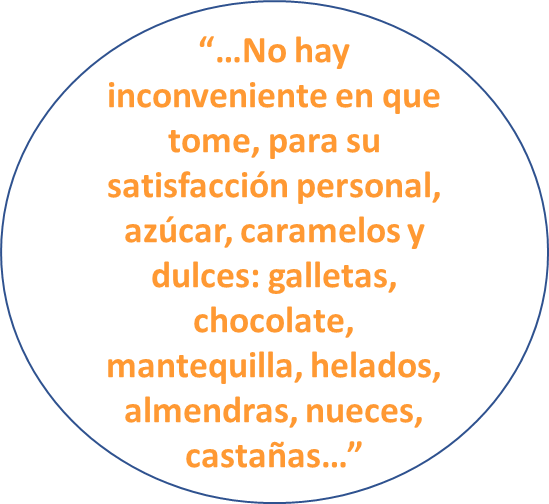 “…No hay
inconveniente en que
tome, para su
satisfacción personal,
azúcar, caramelos y
dulces: galletas,
chocolate,
mantequilla, helados,
almendras, nueces,
castañas…”